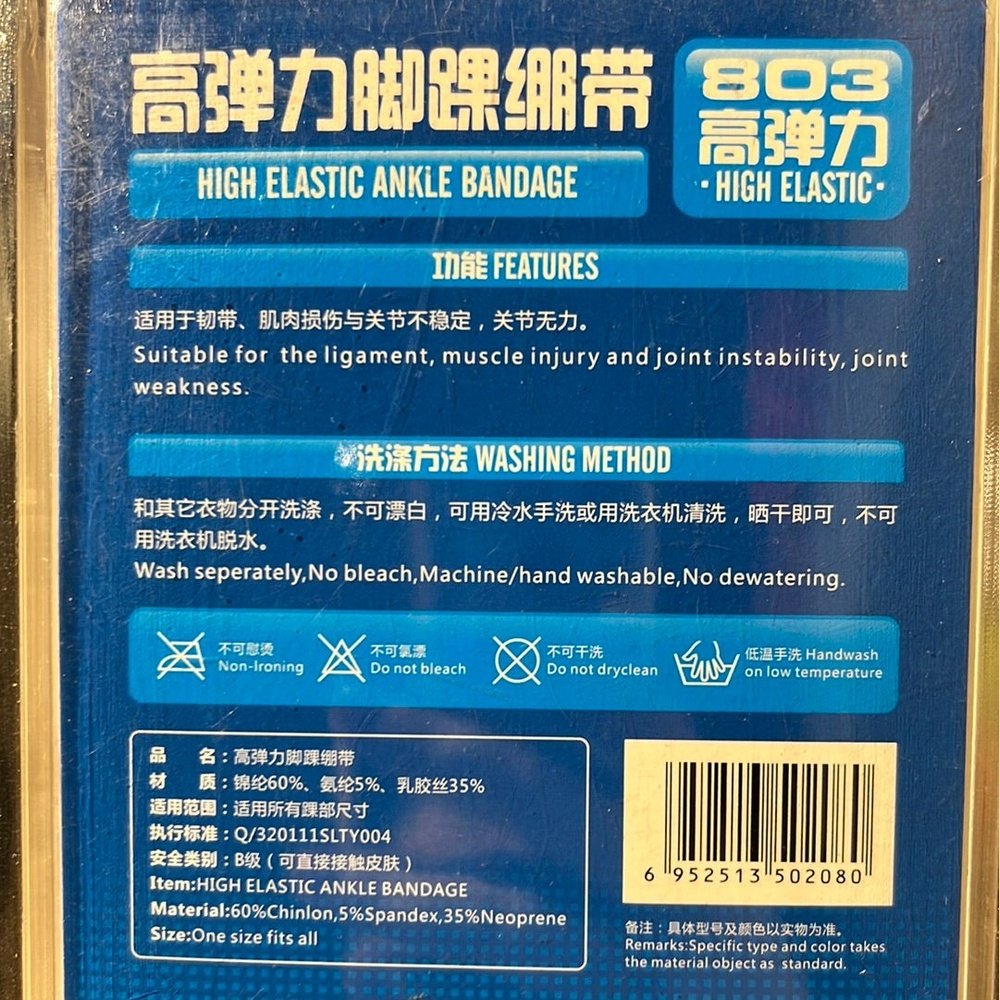 高弹力脚踝绷带
HIGH ELASTIC ANKLE BANDAGE
803
高弹力
·HIGH ELASTIC·
功能 FEATURES
适用于韧带、肌肉损伤与关节不稳定，关节无力。
Suitable for the ligament, muscle injury and joint instability, joint
weakness.
洗涤方法 WASHING METHOD
和其它衣物分开洗涤，不可漂白，可用冷水手洗或用洗衣机清洗，晒干即可，不可
用洗衣机脱水。
Wash seperately,No bleach,Machine/hand washable,No dewatering.
不可熨烫
Non-Ironing
不可氯漂
Do not bleach
不可干洗
Do not dryclean
低温手洗 Handwash
on low temperature
品 名：高弹力脚踝绷带
材 质：锦纶60%、氨纶5%、乳胶丝35%
适用范围：适用所有踝部尺寸
执行标准：Q/320111SLTY004
安全类别：B级（可直接接触皮肤）
Item:HIGH ELASTIC ANKLE BANDAGE
Material:60%Chinlon,5%Spandex,35%Neoprene
Size:One size fits all
6 952513 502080
备注：具体型号及颜色以实物为准。
Remarks:Specific type and color takes
the material object as standard.